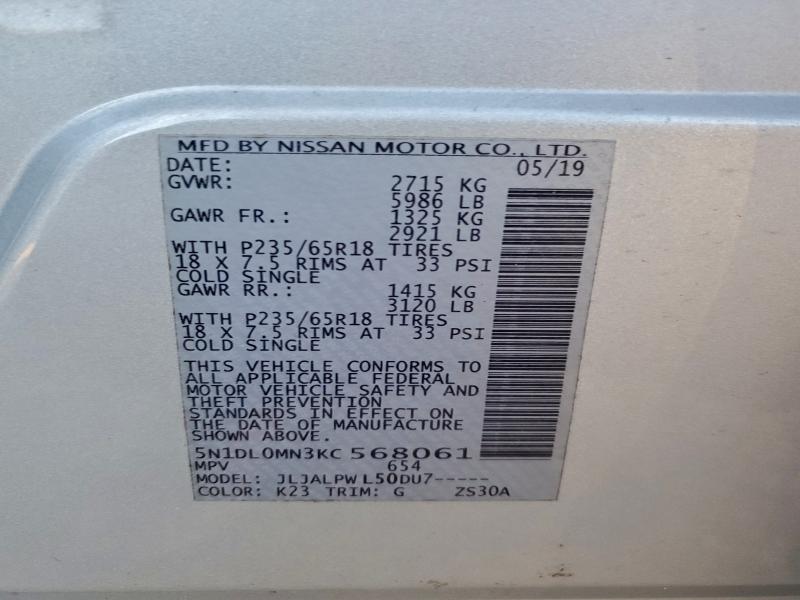 MFD BY NISSAN MOTOR CO., LTD.
DATE: 05/19
GVWR: 2715 KG
5986 LB
GAWR FR.: 1325 KG
2921 LB
WITH P235/65R18 TIRES
18 X 7.5 RIMS AT 33 PSI
COLD SINGLE
GAWR RR.: 1415 KG
3120 LB
WITH P235/65R18 TIRES
18 X 7.5 RIMS AT 33 PSI
COLD SINGLE
THIS VEHICLE CONFORMS TO
ALL APPLICABLE FEDERAL
MOTOR VEHICLE SAFETY AND
THEFT PREVENTION
STANDARDS IN EFFECT ON
THE DATE OF MANUFACTURE
SHOWN ABOVE.
5N1DL0MN3KC 568061
MPV 654
MODEL: JLJALPW L50DU7-----
COLOR: K23 TRIM: G ZS30A